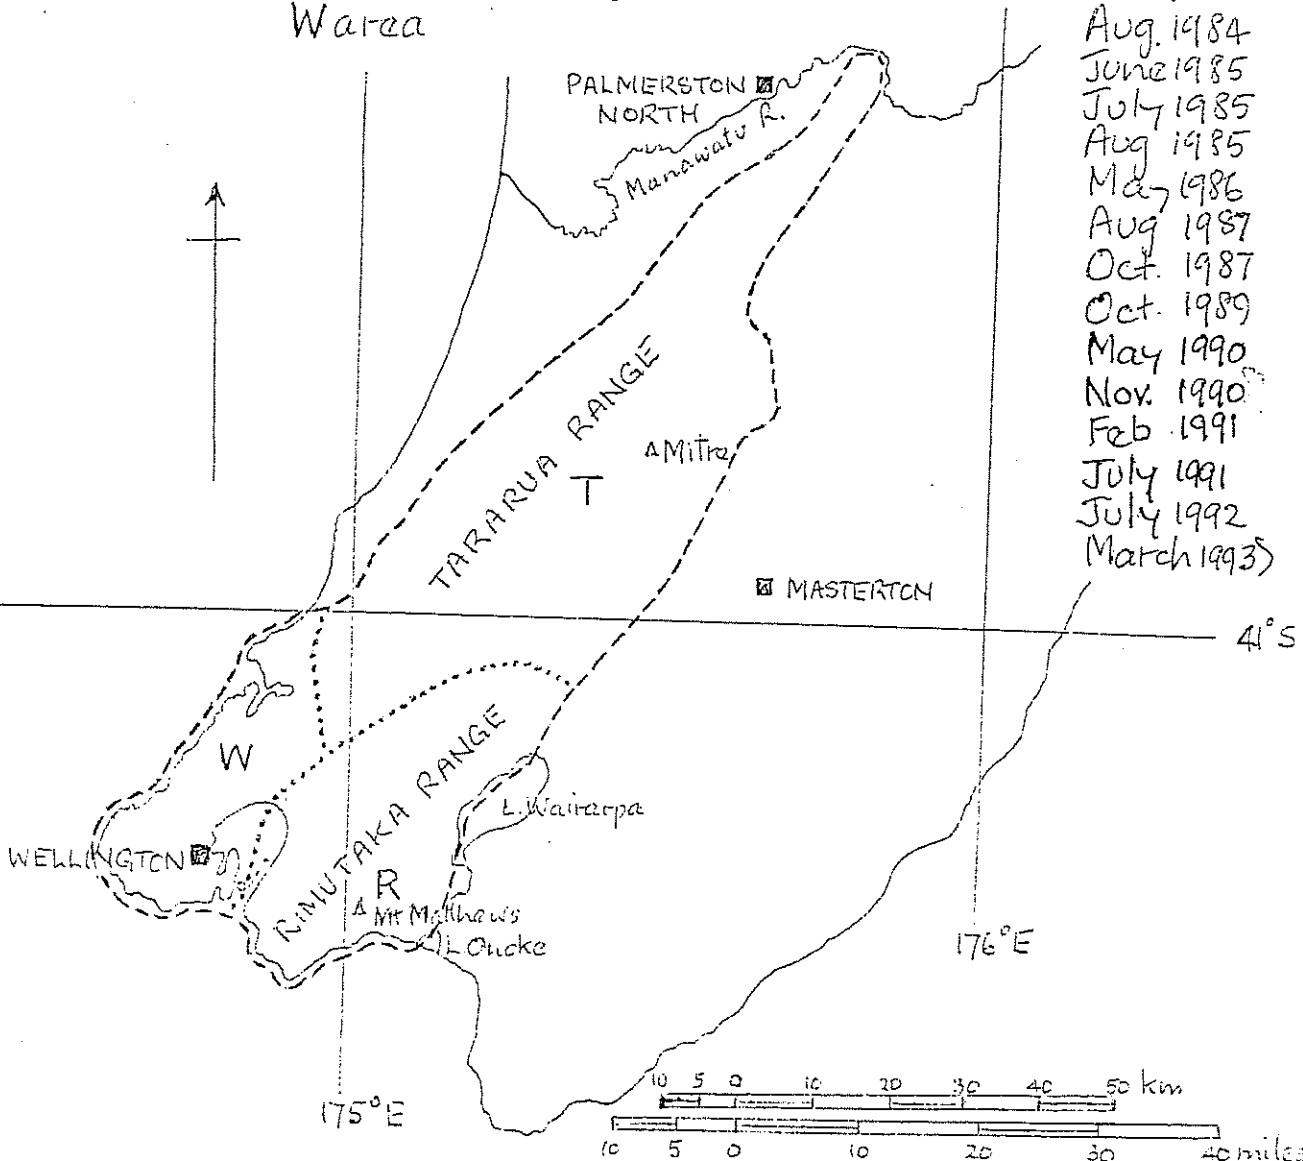 Warea
Aug. 1984
June 1985
July 1985
Aug 1985
May 1986
Aug 1987
Oct. 1987
Oct. 1989
May 1990
Nov. 1990
Feb 1991
July 1991
July 1992
March 1993)
PALMERSTON
NORTH
Manawatu R.
TARARUA RANGE
Mitre
T
MASTERTON
41°S
W
RIMUTAKA RANGE
L. Wairarpa
WELLINGTON
R
Mt Matthews
L Onoke
176°E
175°E
10 5 0 10 20 30 40 50 km
10 5 0 10 20 30 40 miles